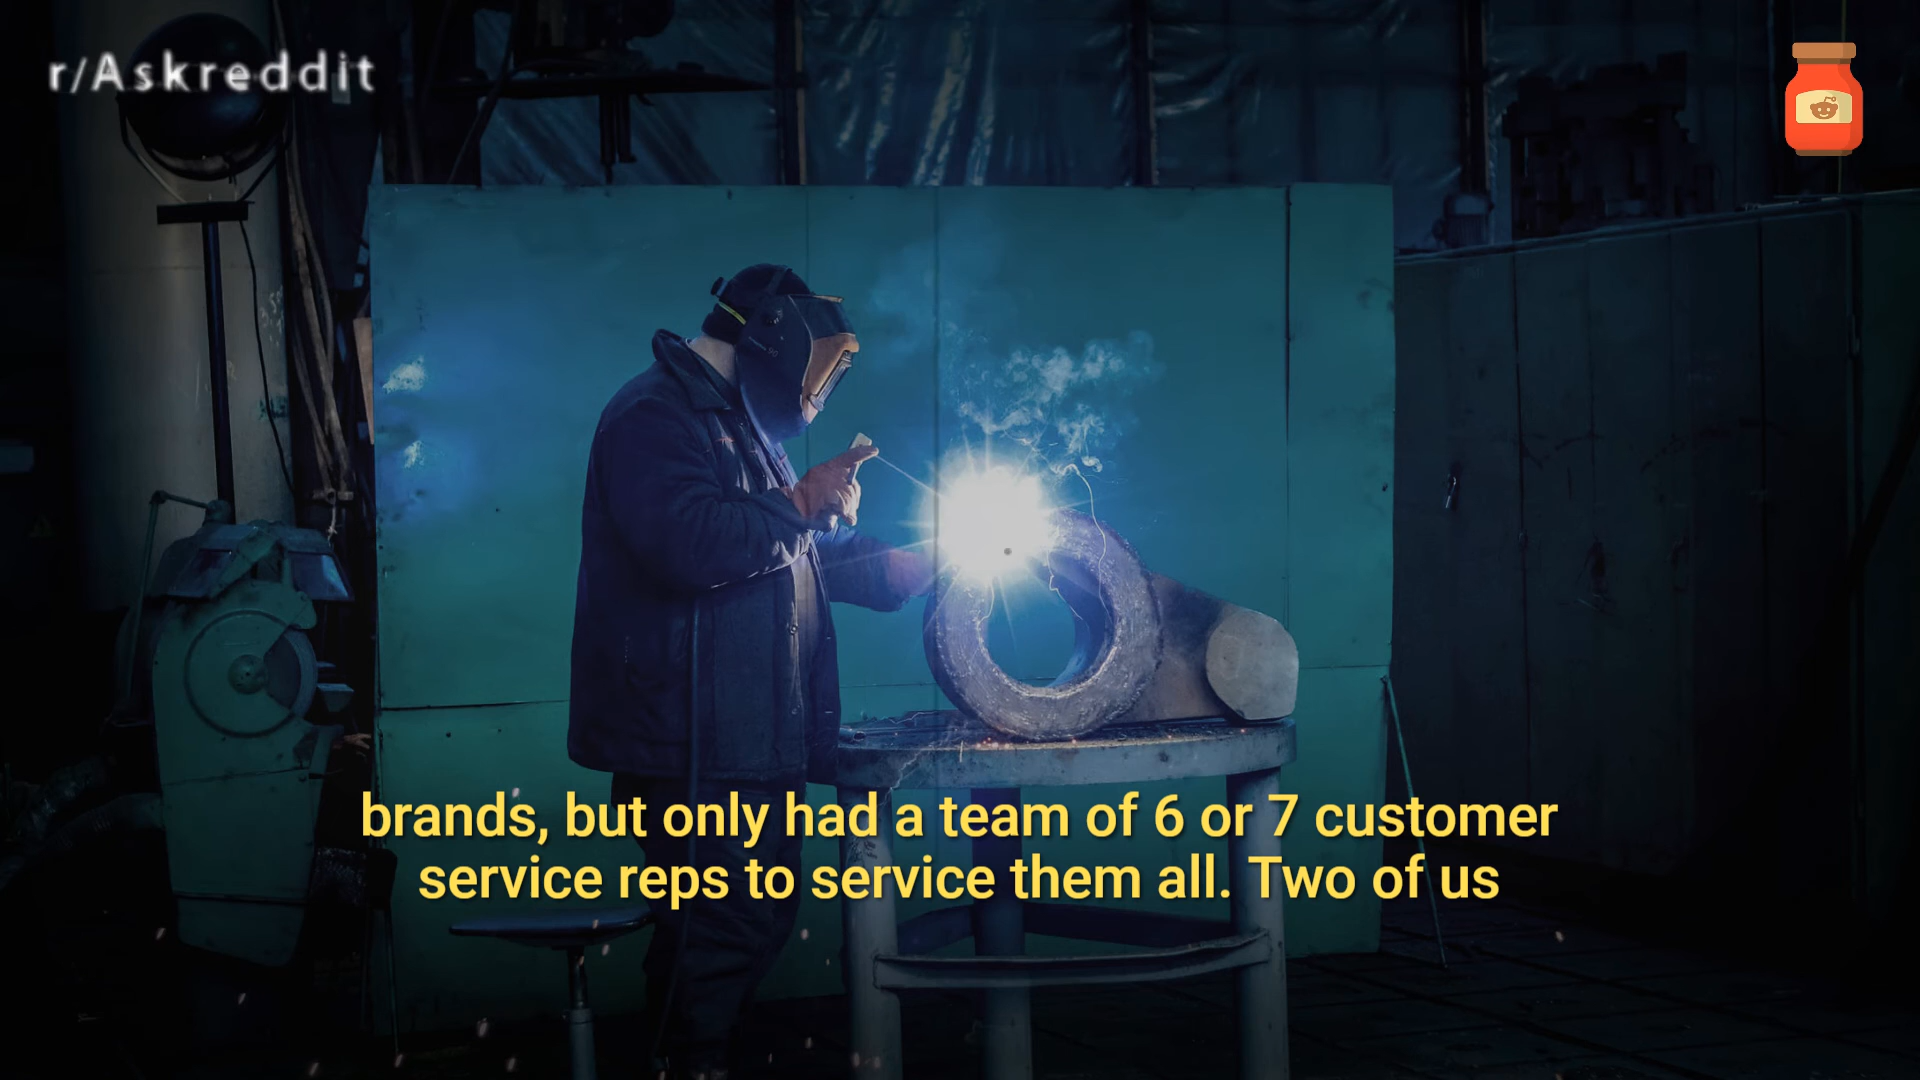 r/Askreddit
brands, but only had a team of 6 or 7 customer
service reps to service them all. Two of us